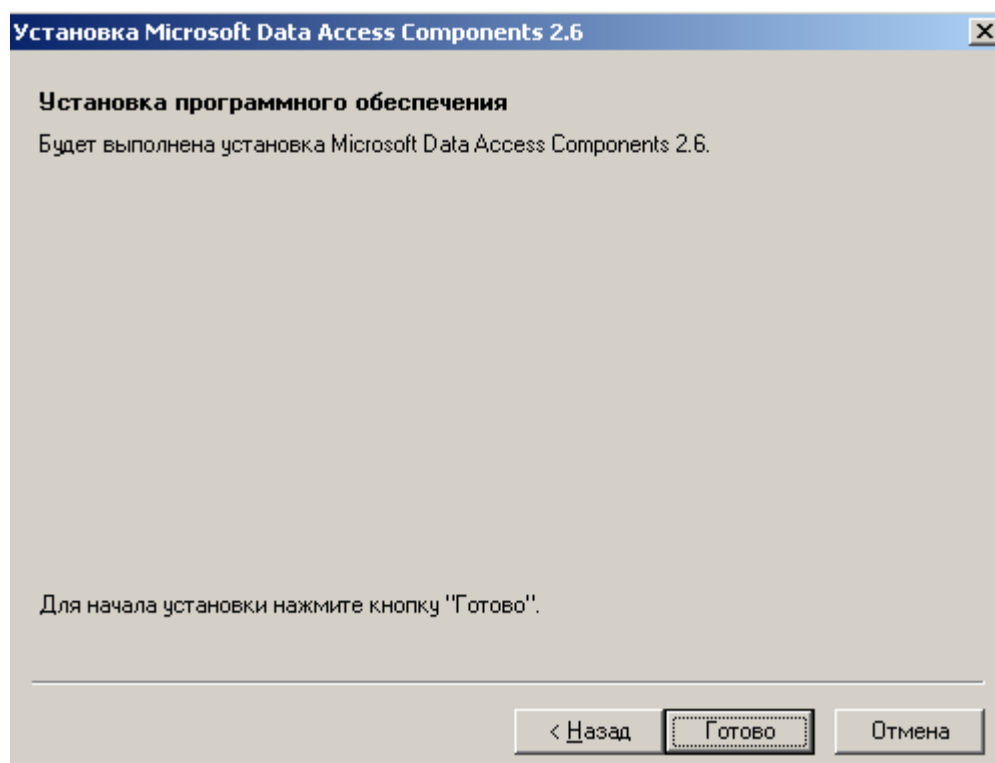 Установка Microsoft Data Access Components 2.6
Установка программного обеспечения
Будет выполнена установка Microsoft Data Access Components 2.6.
Для начала установки нажмите кнопку "Готово".
< Назад Готово Отмена